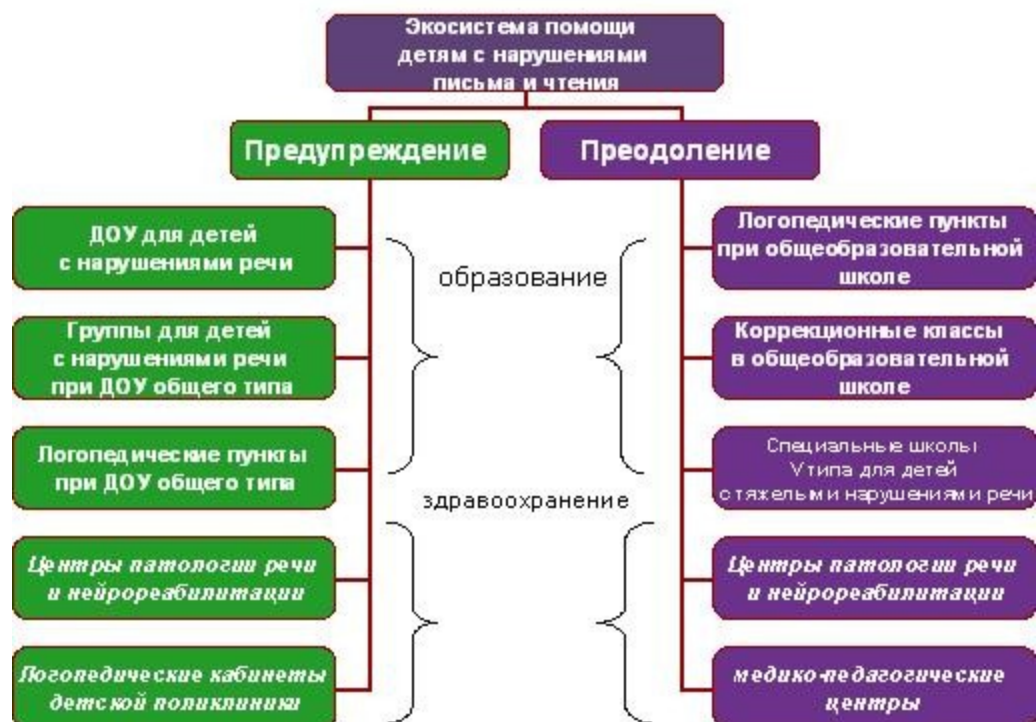 Экосистема помощи
детям с нарушениями
письма и чтения
Предупреждение
Преодоление
ДОУ для детей
с нарушениями речи
Группы для детей
с нарушениями речи
при ДОУ общего типа
Логопедические пункты
при ДОУ общего типа
Центры патологии речи
и нейрореабилитации
Логопедические кабинеты
детской поликлиники
образование
здравоохранение
Логопедические пункты
при общеобразовательной
школе
Коррекционные классы
в общеобразовательной
школе
Специальные школы
V типа для детей
с тяжелыми нарушениями речи
Центры патологии речи
и нейрореабилитации
медико-педагогические
центры